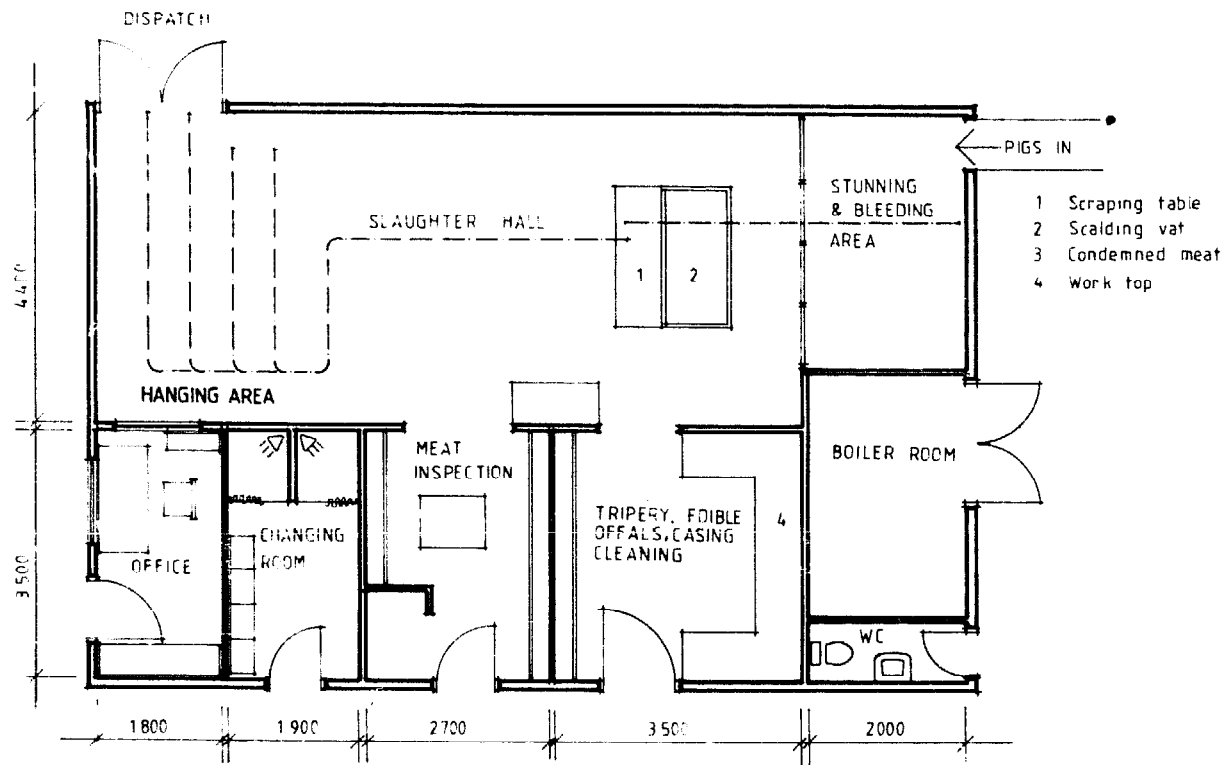 DISPATCH
PIGS IN
STUNNING
& BLEEDING
AREA
1 Scraping table
2 Scalding vat
3 Condemned meat
4 Work top
SLAUGHTER HALL
1
2
4400
HANGING AREA
MEAT
INSPECTION
BOILER ROOM
TRIPERY, EDIBLE
OFFALS, CASING
CLEANING
4
CHANGING
ROOM
OFFICE
3500
WC
1800
1900
2700
3500
2000